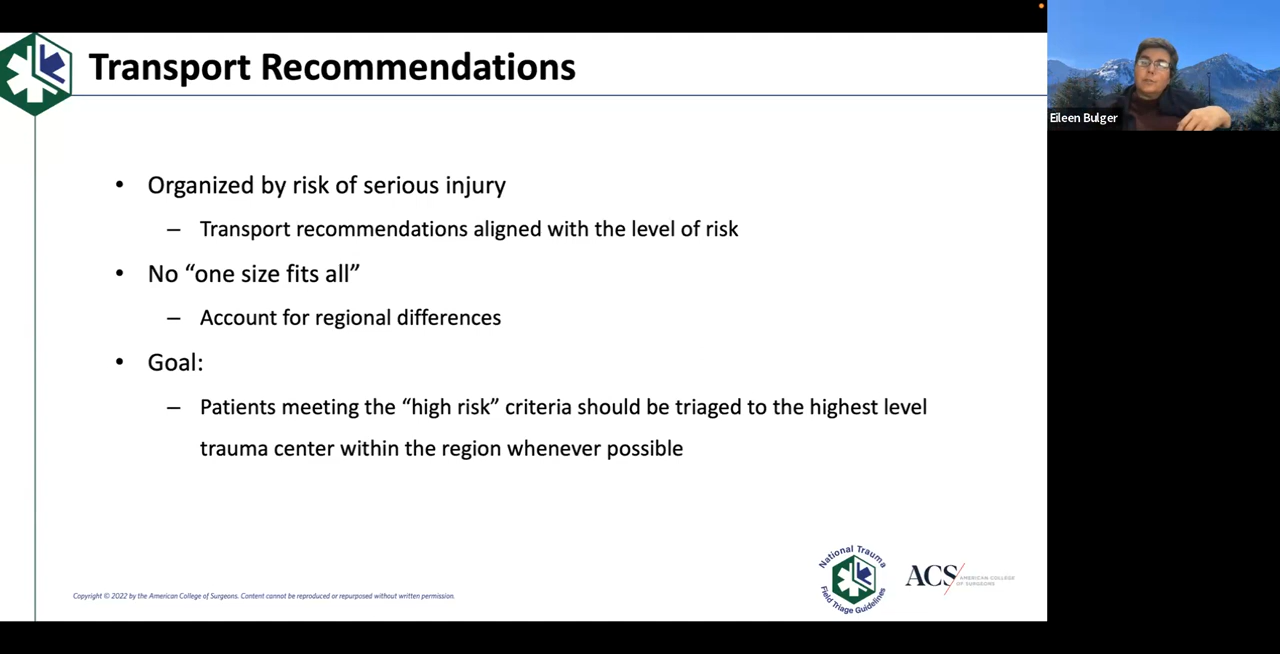 Transport Recommendations
Eileen Bulger
• Organized by risk of serious injury
– Transport recommendations aligned with the level of risk
• No “one size fits all”
– Account for regional differences
• Goal:
– Patients meeting the “high risk” criteria should be triaged to the highest level
trauma center within the region whenever possible
National Trauma
Field Triage Guidelines
ACS
AMERICAN COLLEGE
OF SURGEONS
Copyright © 2022 by the American College of Surgeons. Content cannot be reproduced or repurposed without written permission.